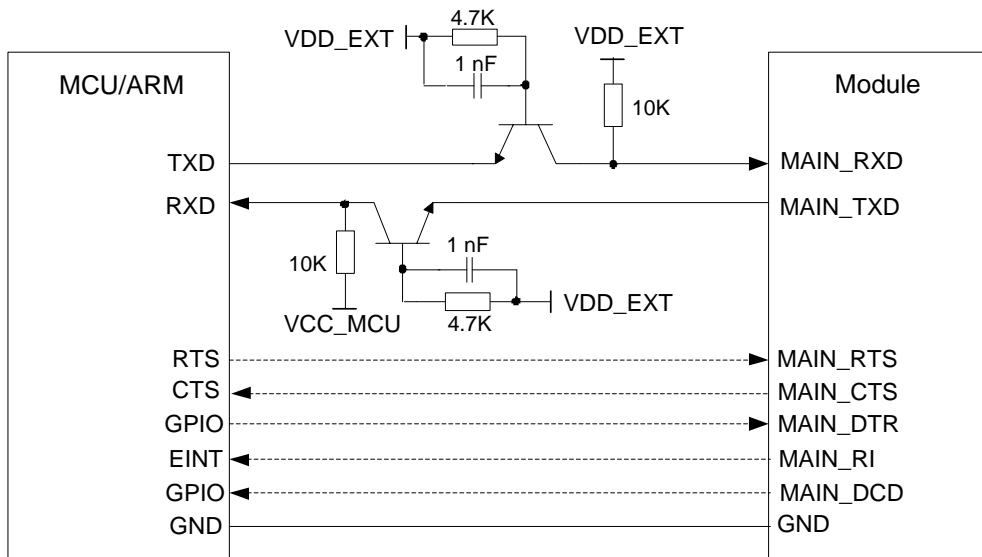 4.7K
VDD_EXT
VDD_EXT
1 nF
MCU/ARM
Module
10K
TXD
MAIN_RXD
RXD
MAIN_TXD
1 nF
10K
VDD_EXT
VCC_MCU
4.7K
RTS
MAIN_RTS
CTS
MAIN_CTS
GPIO
MAIN_DTR
EINT
MAIN_RI
GPIO
MAIN_DCD
GND
GND